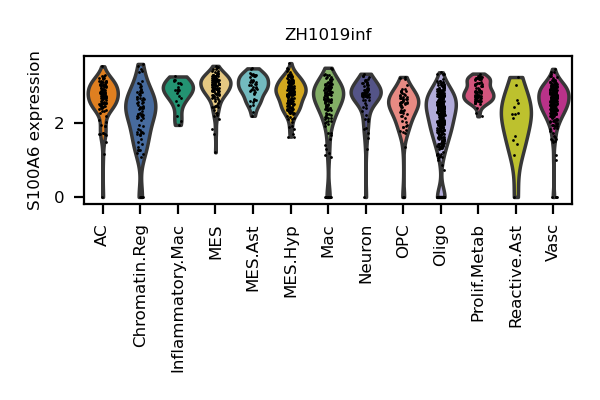 ZH1019inf
S100A6 expression
2
0
AC
Chromatin.Reg
Inflammatory.Mac
MES
MES.Ast
MES.Hyp
Mac
Neuron
OPC
Oligo
Prolif.Metab
Reactive.Ast
Vasc